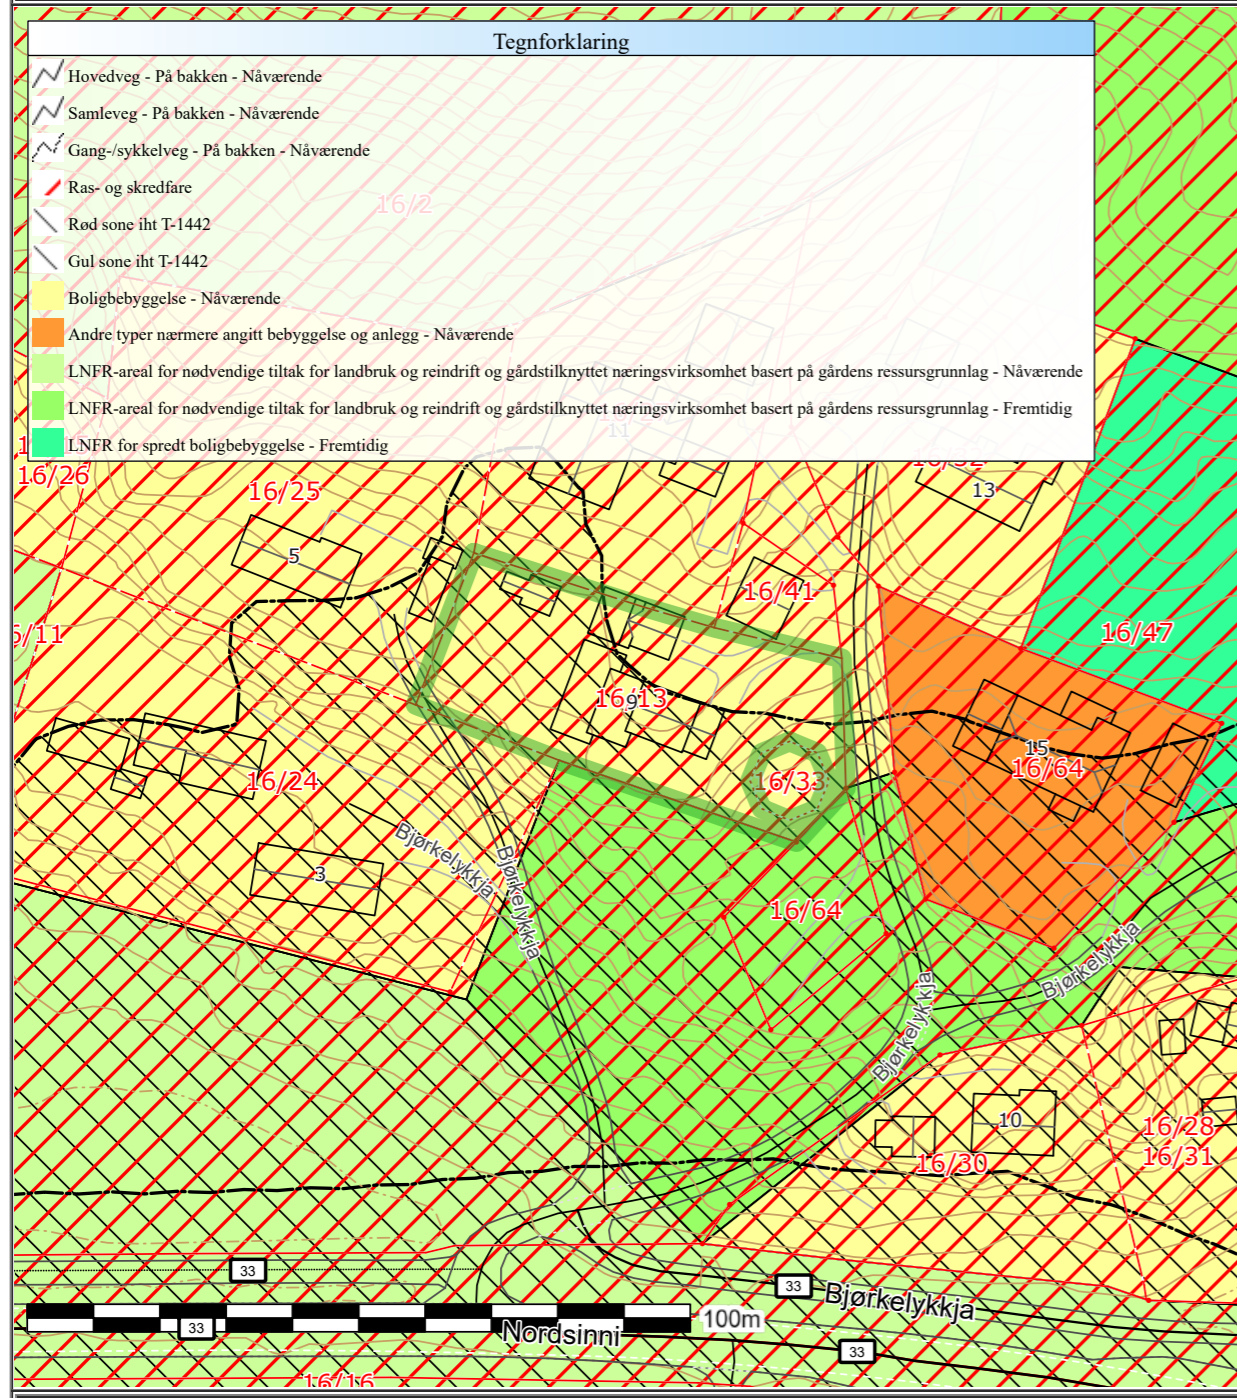 Tegnforklaring
Hovedveg - På bakken - Nåværende
Samleveg - På bakken - Nåværende
Gang-/sykkelveg - På bakken - Nåværende
Ras- og skredfare
16/2
Rød sone iht T-1442
Gul sone iht T-1442
Boligbebyggelse - Nåværende
Andre typer nærmere angitt bebyggelse og anlegg - Nåværende
LNFR-areal for nødvendige tiltak for landbruk og reindrift og gårdstilknyttet næringsvirksomhet basert på gårdens ressursgrunnlag - Nåværende
LNFR-areal for nødvendige tiltak for landbruk og reindrift og gårdstilknyttet næringsvirksomhet basert på gårdens ressursgrunnlag - Fremtidig
11
LNFR for spredt boligbebyggelse - Fremtidig
16/26
16/25
13
5
16/41
6/11
16/47
16/13
9
15
16/64
16/24
16/33
Bjørkelykkja
Bjørkelykkja
3
16/64
Bjørkelykkja
Bjørkelykkja
10
16/28
16/30
16/31
33
33
Bjørkelykkja
100m
33
Nordsinni
33
16/16